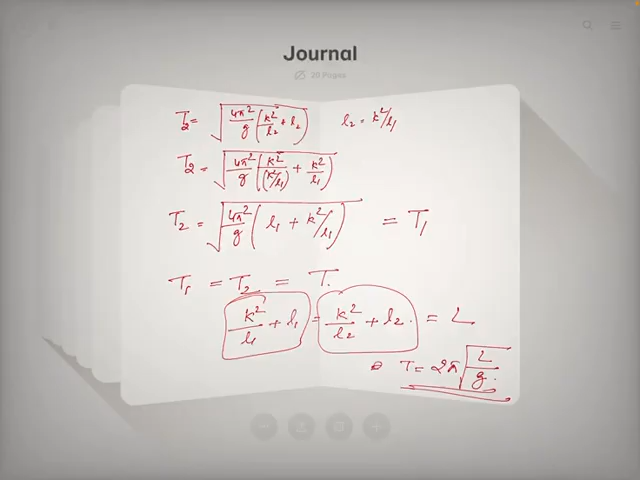 Journal
25 Pages
T₂ = √(4π²/g (k²/l₂ + l₂)) l₂ = k²/l₁
T₂ = √(4π²/g (k²/(k²/l₁) + k²/l₁))
T₂ = √(4π²/g (l₁ + k²/l₁)) = T₁
T₁ = T₂ = T.
k²/l₁ + l₁ = k²/l₂ + l₂. = L
T = 2π√(L/g.)